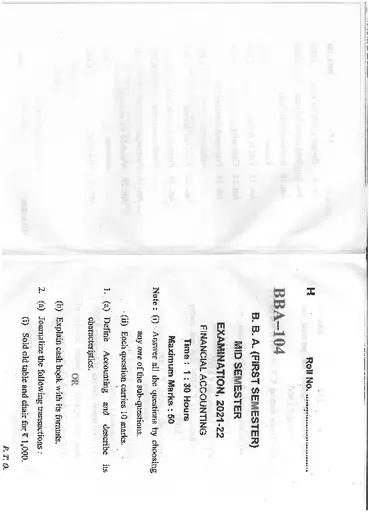 H
Roll No. ..............................
BBA–104
B. B. A. (FIRST SEMESTER)
MID SEMESTER
EXAMINATION, 2021-22
FINANCIAL ACCOUNTING
Time : 1 : 30 Hours
Maximum Marks : 50
Note : (i) Answer all the questions by choosing
any one of the sub-questions.
(ii) Each question carries 10 marks.
1. (a) Define Accounting and describe its
characteristics.
OR
(b) Explain cash book with its formats.
2. (a) Journalize the following transactions :
(i) Sold old table and chair for ₹ 1,000.
P. T. O.